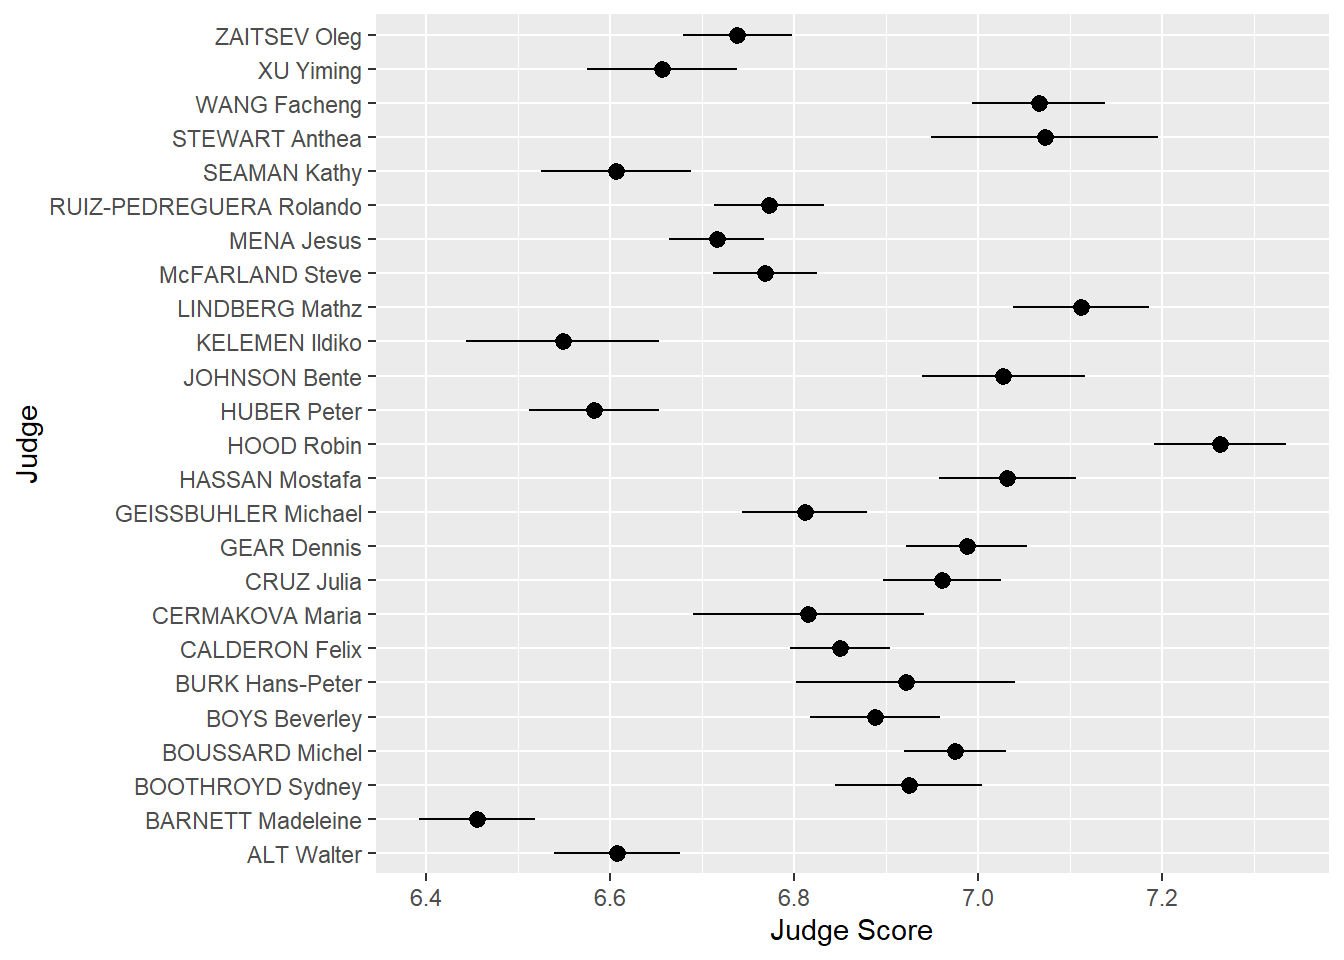 ZAITSEV Oleg
XU Yiming
WANG Facheng
STEWART Anthea
SEAMAN Kathy
RUIZ-PEDREGUERA Rolando
MENA Jesus
McFARLAND Steve
LINDBERG Mathz
KELEMEN Ildiko
JOHNSON Bente
HUBER Peter
HOOD Robin
HASSAN Mostafa
GEISSBUHLER Michael
GEAR Dennis
CRUZ Julia
CERMAKOVA Maria
CALDERON Felix
BURK Hans-Peter
BOYS Beverley
BOUSSARD Michel
BOOTHROYD Sydney
BARNETT Madeleine
ALT Walter
Judge
6.4 6.6 6.8 7.0 7.2
Judge Score